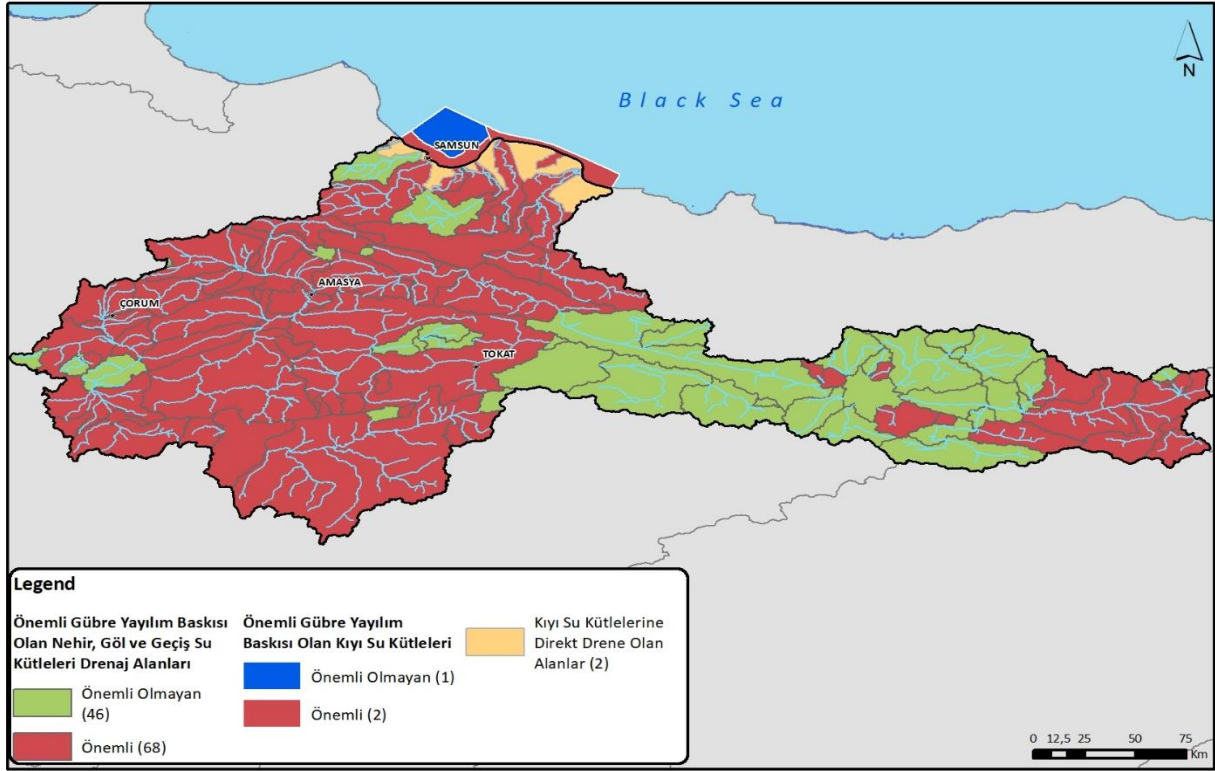 N
Black Sea
SAMSUN
AMASYA
ÇORUM
TOKAT
Legend
Önemli Gübre Yayılım Baskısı
Olan Nehir, Göl ve Geçiş Su
Kütleleri Drenaj Alanları
Önemli Olmayan
(46)
Önemli (68)
Önemli Gübre Yayılım
Baskısı Olan Kıyı Su Kütleleri
Önemli Olmayan (1)
Önemli (2)
Kıyı Su Kütlelerine
Direkt Drene Olan
Alanlar (2)
0 12,5 25 50 75
Km